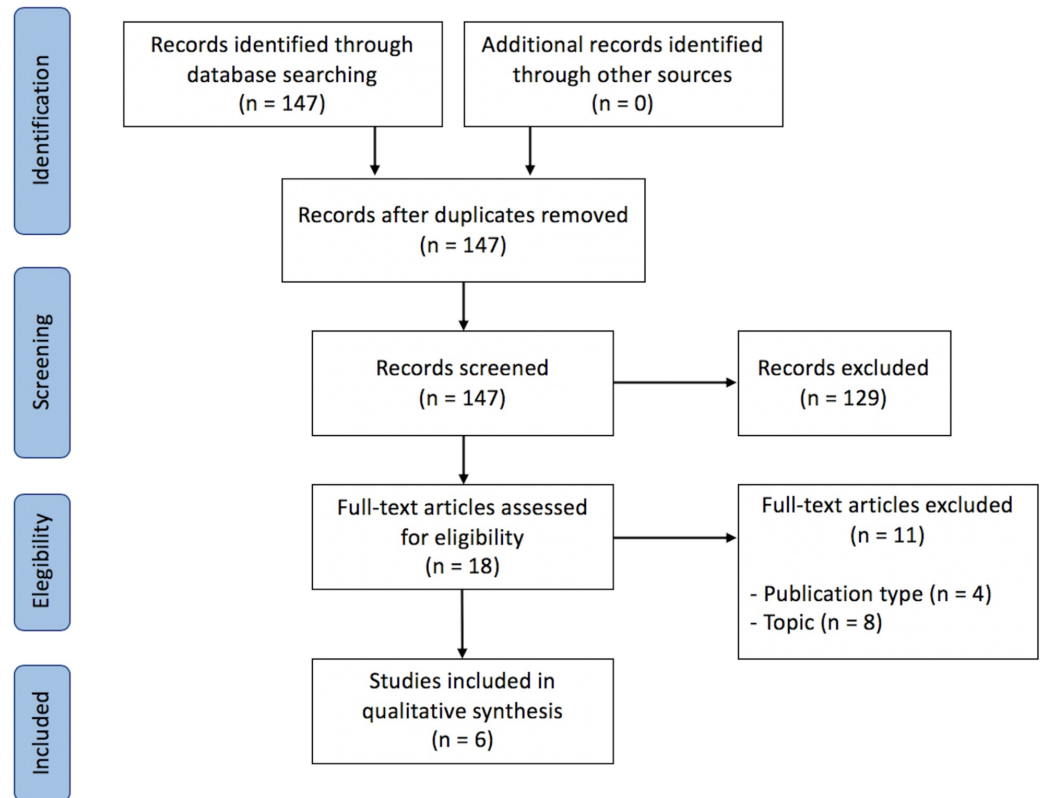 Identification
Records identified through
database searching
(n = 147)
Additional records identified
through other sources
(n = 0)
Records after duplicates removed
(n = 147)
Screening
Records screened
(n = 147)
Records excluded
(n = 129)
Elegibility
Full-text articles assessed
for eligibility
(n = 18)
Full-text articles excluded
(n = 11)
- Publication type (n = 4)
- Topic (n = 8)
Included
Studies included in
qualitative synthesis
(n = 6)